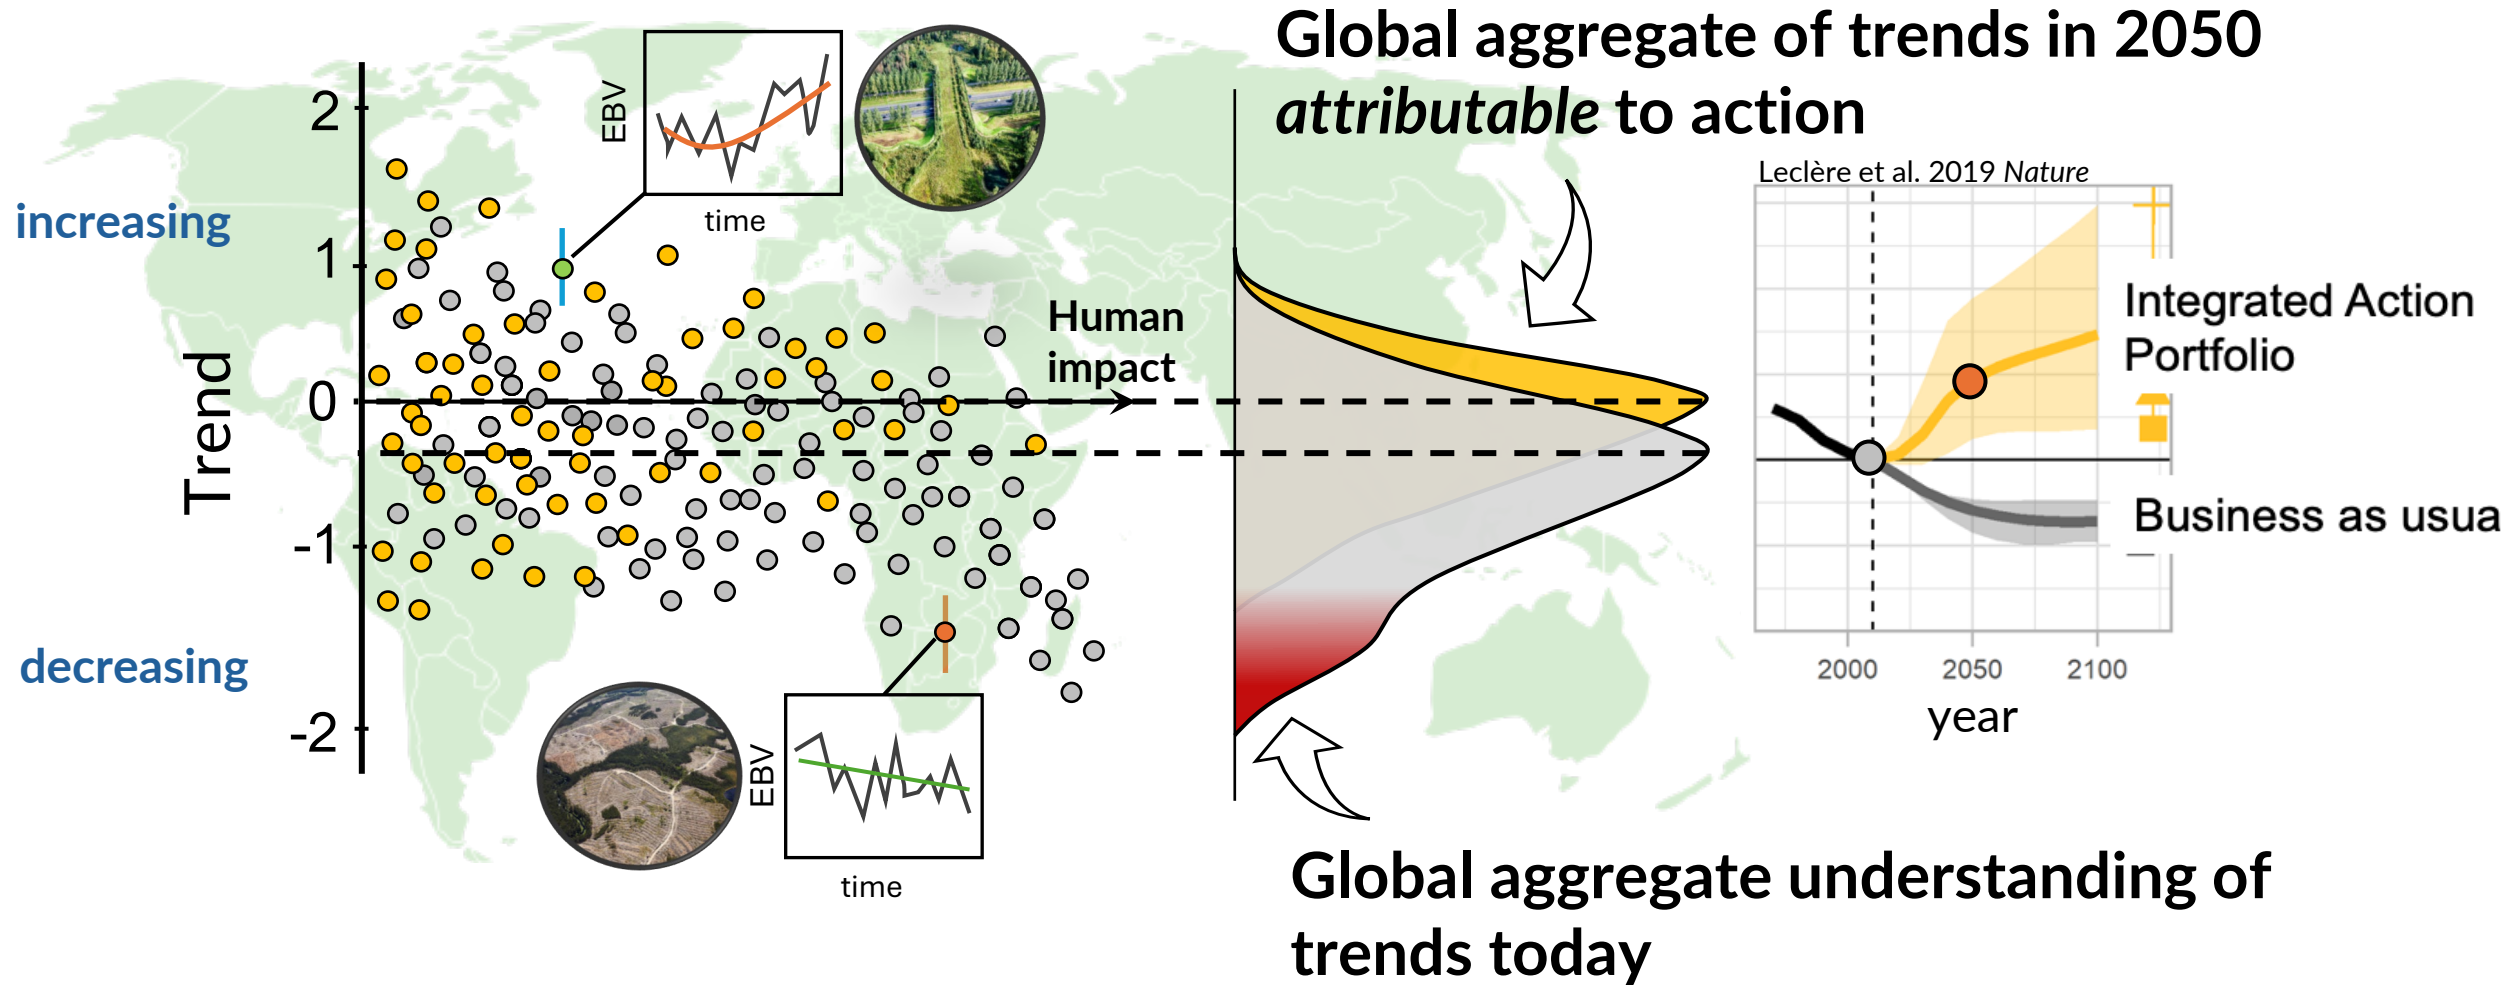 Global aggregate of trends in 2050
attributable to action
Leclère et al. 2019 Nature
increasing
decreasing
Trend
2
1
0
-1
-2
EBV
time
Human
impact
EBV
time
Integrated Action
Portfolio
Business as usua
2000
2050
2100
year
Global aggregate understanding of
trends today